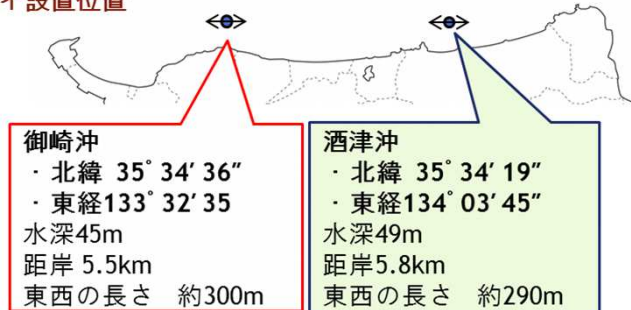 イ設置位置
御崎沖
・北緯 35ﾟ 34′ 36″
・東経133ﾟ 32′ 35
水深45m
距岸 5.5km
東西の長さ 約300m
酒津沖
・北緯 35ﾟ 34′ 19″
・東経134ﾟ 03′ 45″
水深49m
距岸5.8km
東西の長さ 約290m